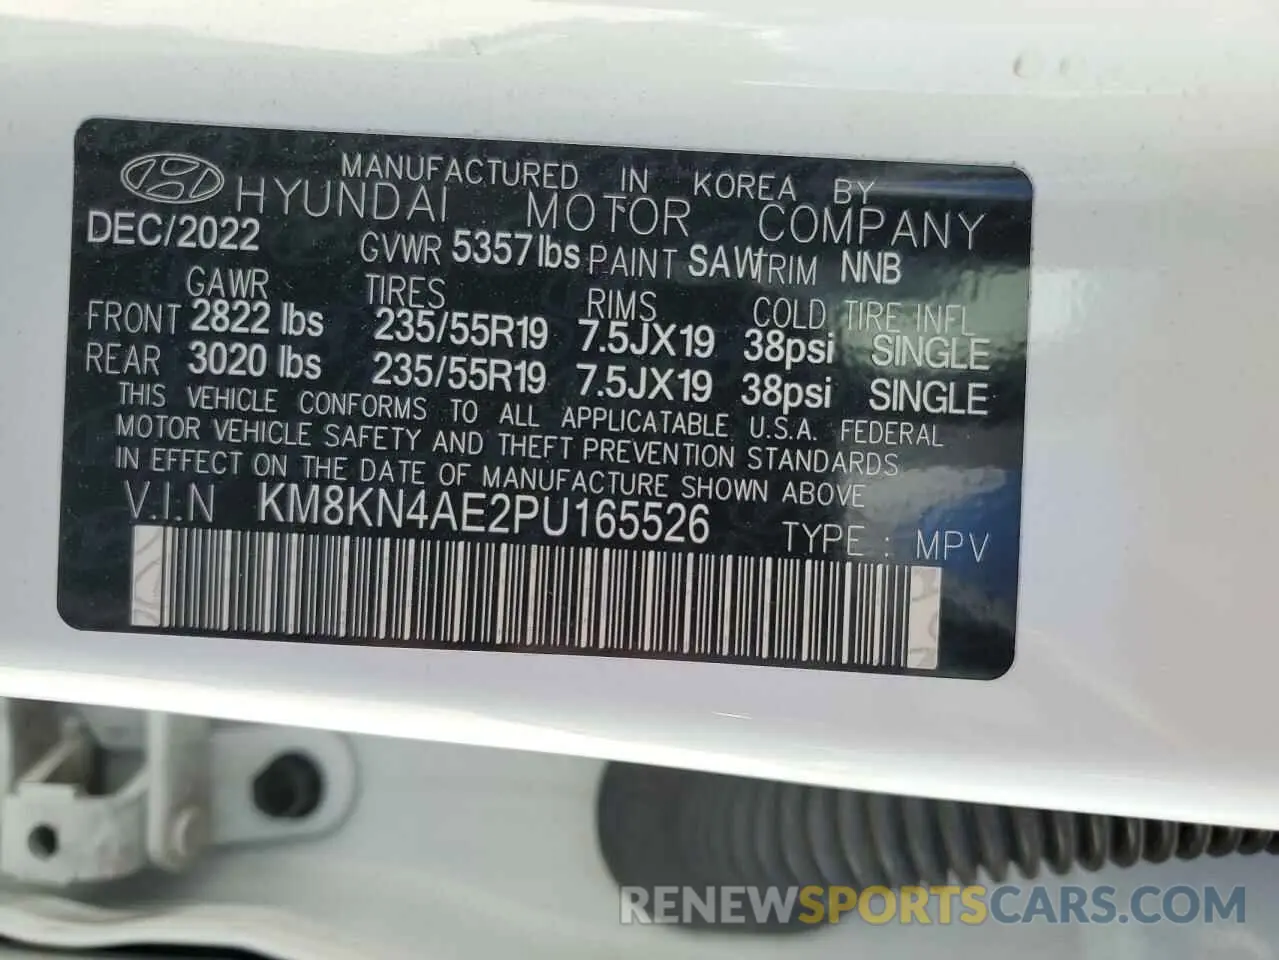 MANUFACTURED IN KOREA BY
HYUNDAI MOTOR COMPANY
DEC/2022 GVWR 5357lbs PAINT SAW TRIM NNB
GAWR TIRES RIMS COLD TIRE INFL
FRONT 2822 lbs 235/55R19 7.5JX19 38psi SINGLE
REAR 3020 lbs 235/55R19 7.5JX19 38psi SINGLE
THIS VEHICLE CONFORMS TO ALL APPLICATABLE U.S.A. FEDERAL
MOTOR VEHICLE SAFETY AND THEFT PREVENTION STANDARDS
IN EFFECT ON THE DATE OF MANUFACTURE SHOWN ABOVE
V.I.N KM8KN4AE2PU165526 TYPE : MPV
RENEWSPORTSCARS.COM